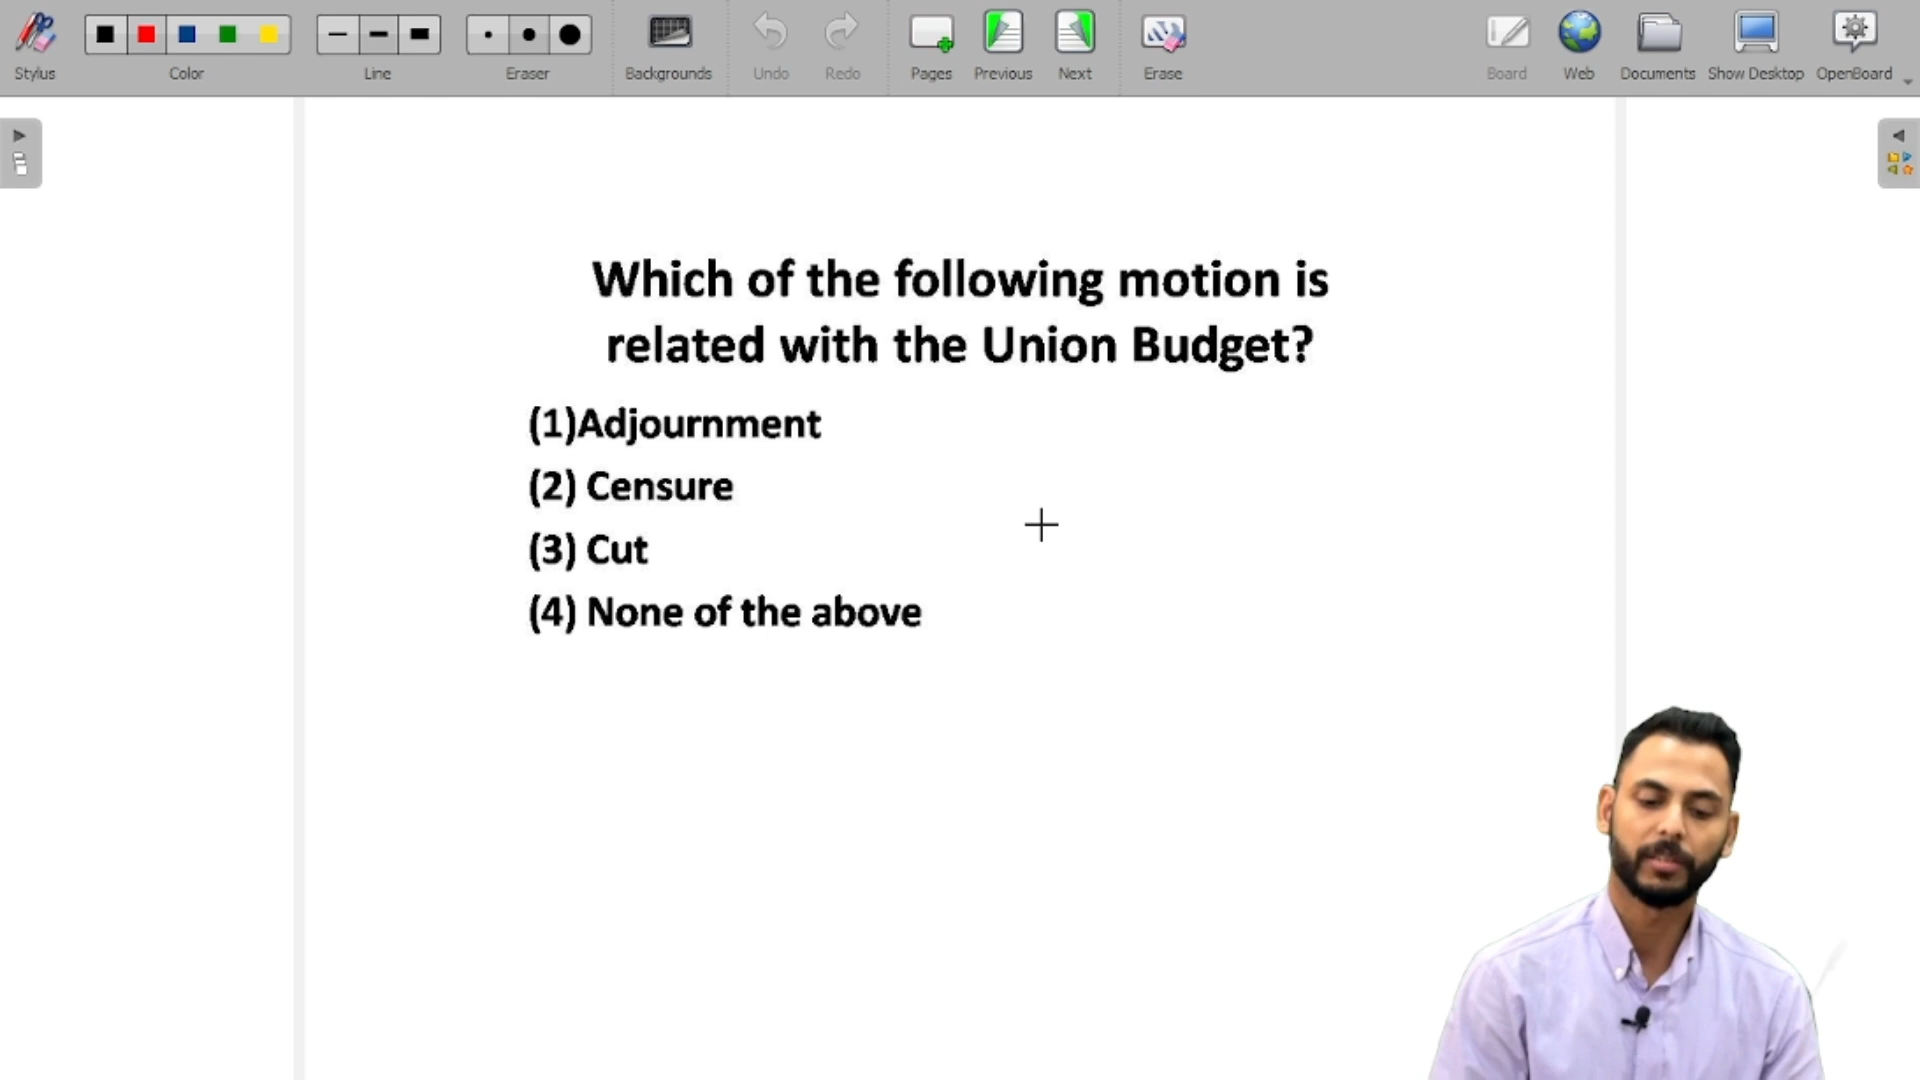 Stylus
Color
Line
Eraser
Backgrounds
Undo
Redo
Pages
Previous
Next
Erase
Board
Web
Documents
Show Desktop
OpenBoard
Which of the following motion is
related with the Union Budget?
(1)Adjournment
(2) Censure
(3) Cut
(4) None of the above